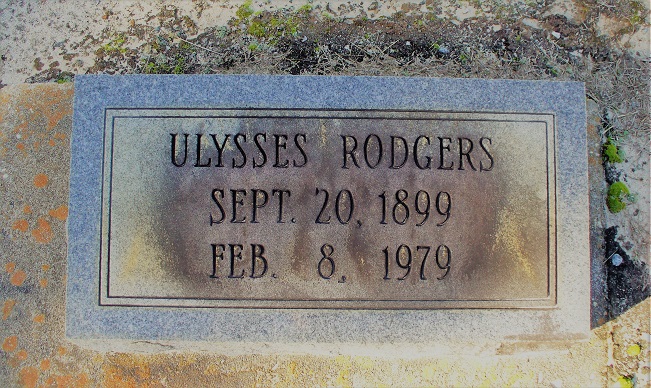 ULYSSES RODGERS
SEPT. 20, 1899
FEB. 8, 1979